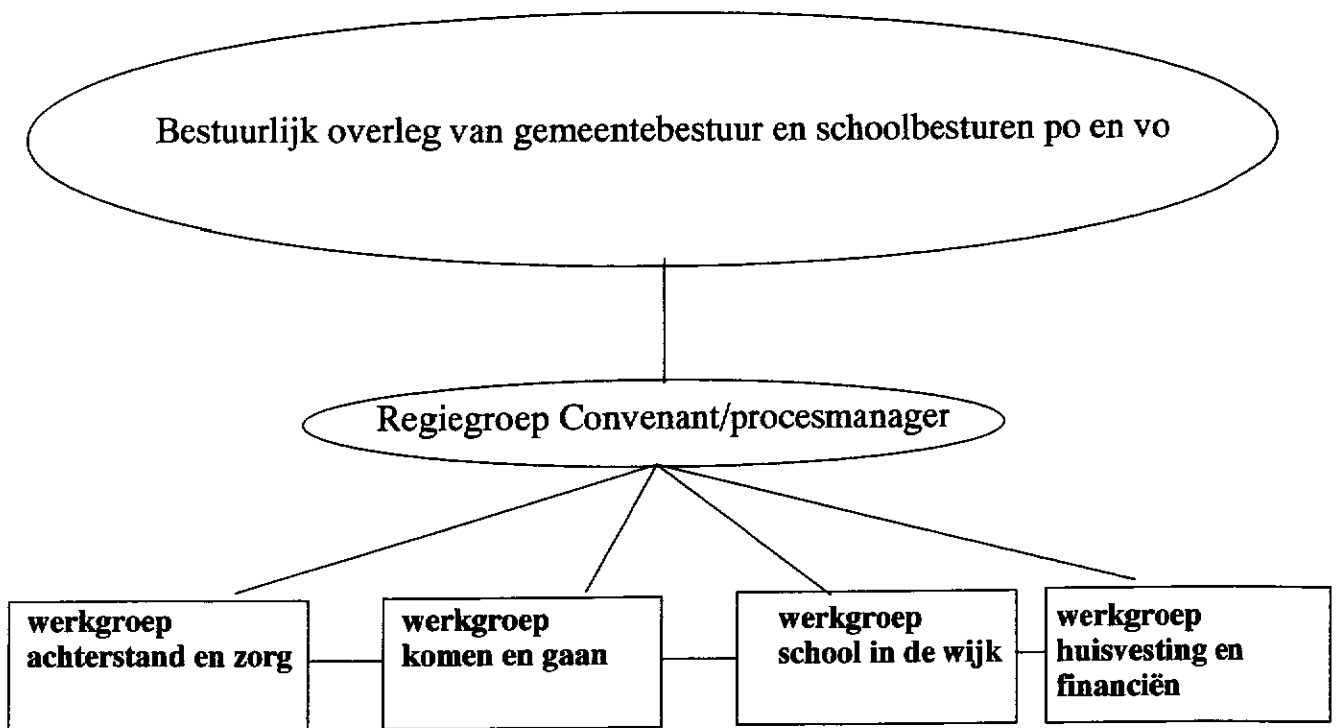 Bestuurlijk overleg van gemeentebestuur en schoolbesturen po en vo
Regiegroep Convenant/procesmanager
werkgroep
achterstand en zorg
werkgroep
komen en gaan
werkgroep
school in de wijk
werkgroep
huisvesting en
financiën